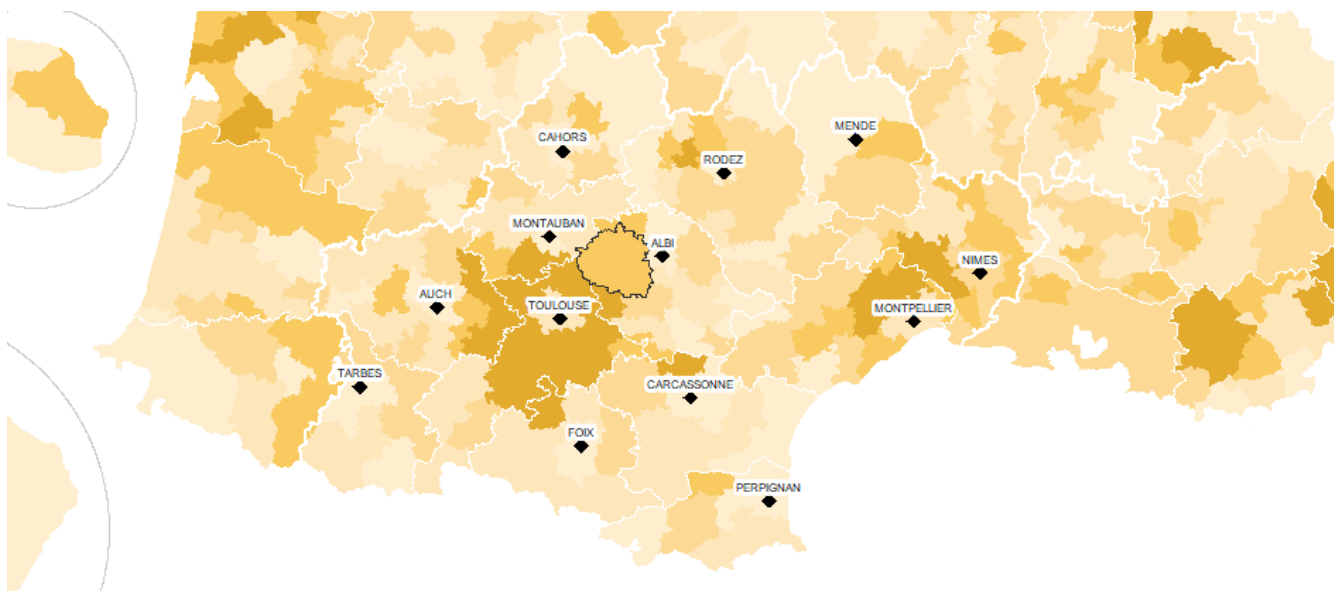 MENDE
CAHORS
RODEZ
MONTAUBAN
ALBI
NIMES
AUCH
TOULOUSE
MONTPELLIER
TARBES
CARCASSONNE
FOIX
PERPIGNAN